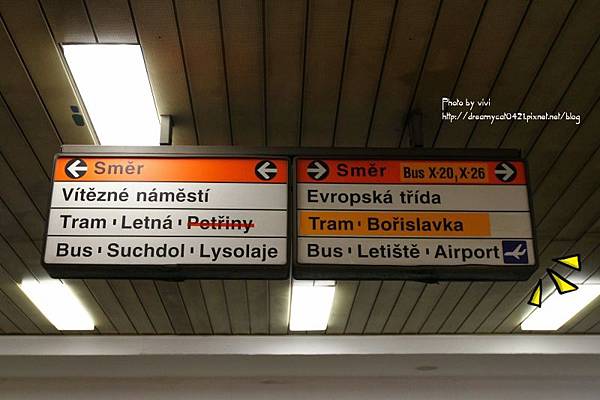 Photo by vivi
http://dreamycat0421.pixnet.net/blog
Směr
Vítězné náměstí
Tram Letná Petřiny
Bus Suchdol Lysolaje
Směr Bus X-20, X-26
Evropská třída
Tram Bořislavka
Bus Letiště Airport